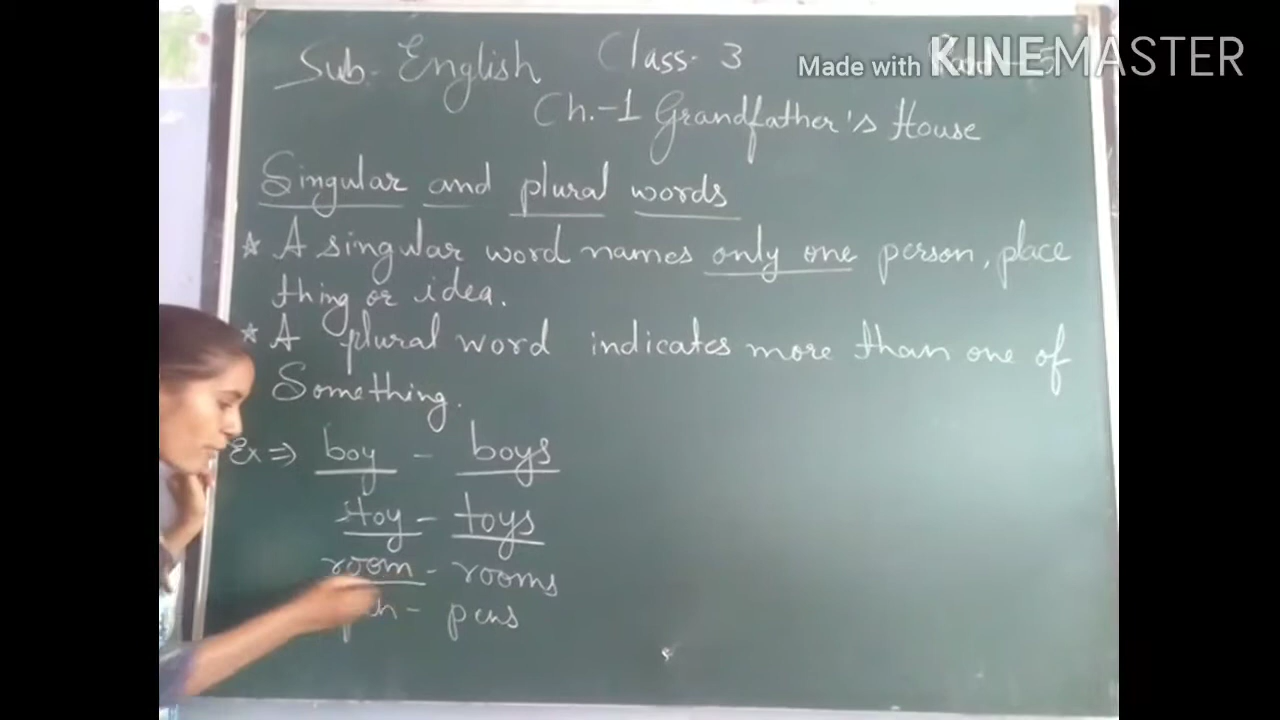 Sub- English Class- 3 - 5
Made with KINEMASTER
Ch.-1 Grandfather's House
Singular and plural words
* A singular word names only one person, place
thing or idea.
* A plural word indicates more than one of
Something.
Ex ⇒ boy - boys
toy - toys
room - rooms
- pens